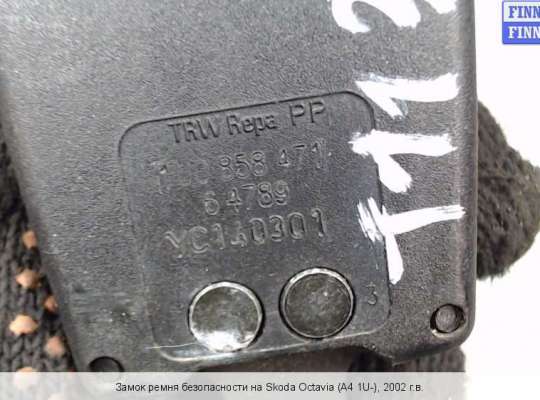 FINN
FINN
TRW Repa PP
858 471
64789
YC140301
3
Замок ремня безопасности на Skoda Octavia (A4 1U-), 2002 г.в.